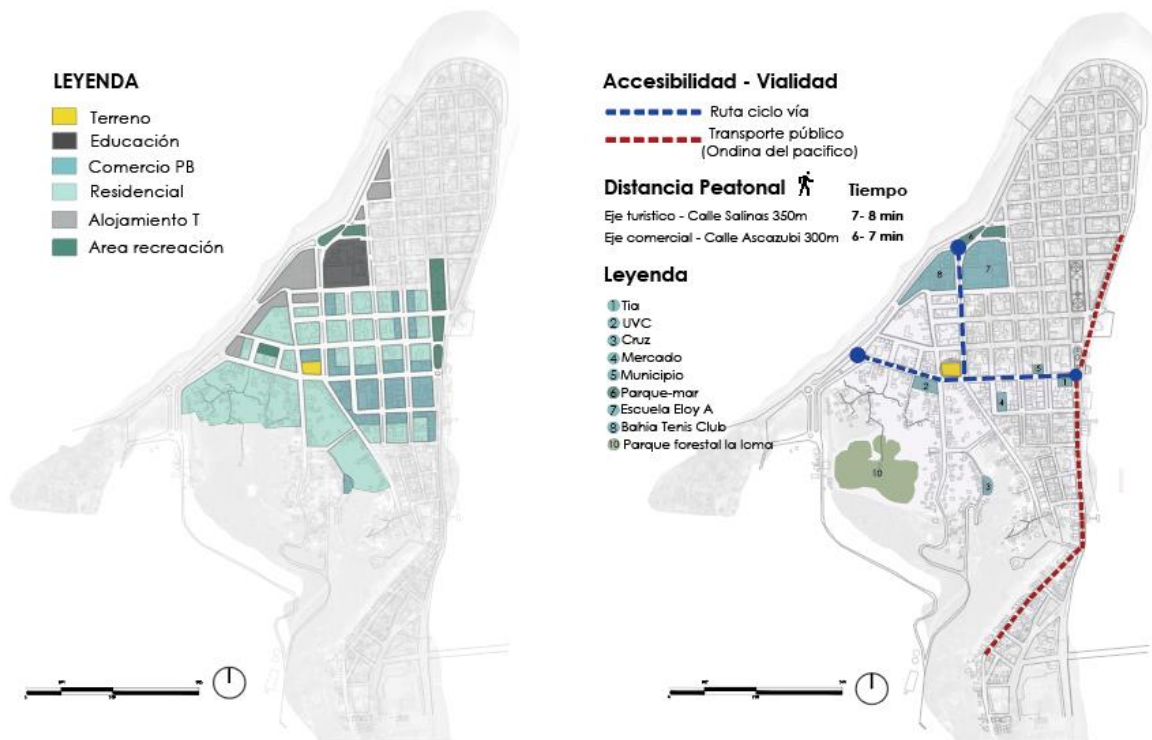 LEYENDA
Terreno
Educación
Comercio PB
Residencial
Alojamiento T
Area recreación
Accesibilidad - Vialidad
Ruta ciclo vía
Transporte público
(Ondina del pacifico)
Distancia Peatonal Tiempo
Eje turistico - Calle Salinas 350m 7- 8 min
Eje comercial - Calle Ascazubi 300m 6- 7 min
Leyenda
1 Tia
2 UVC
3 Cruz
4 Mercado
5 Municipio
6 Parque-mar
7 Escuela Eloy A
8 Bahia Tenis Club
10 Parque forestal la loma
6
8
7
5
1
2
4
10
3